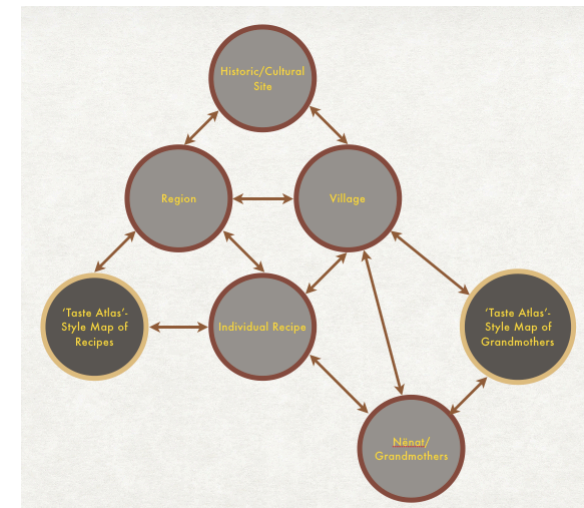 Historic/Cultural
Site
Region
Village
'Taste Atlas'-
Style Map of
Recipes
Individual Recipe
'Taste Atlas'-
Style Map of
Grandmothers
Nënat/
Grandmothers